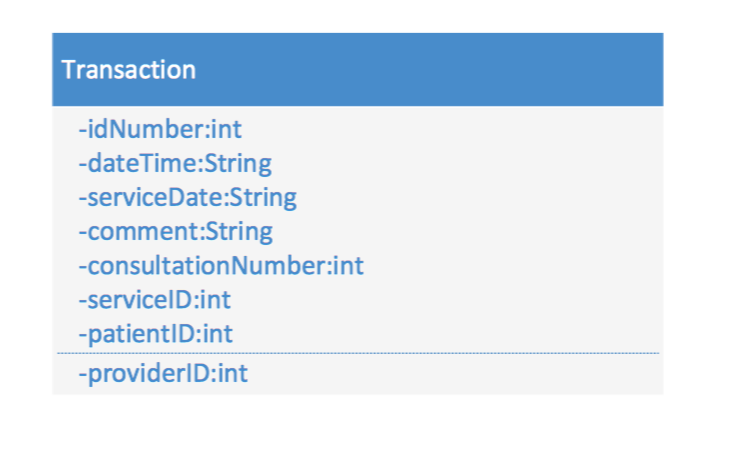 Transaction
-idNumber:int
-dateTime:String
-serviceDate:String
-comment:String
-consultationNumber:int
-serviceID:int
-patientID:int
-providerID:int